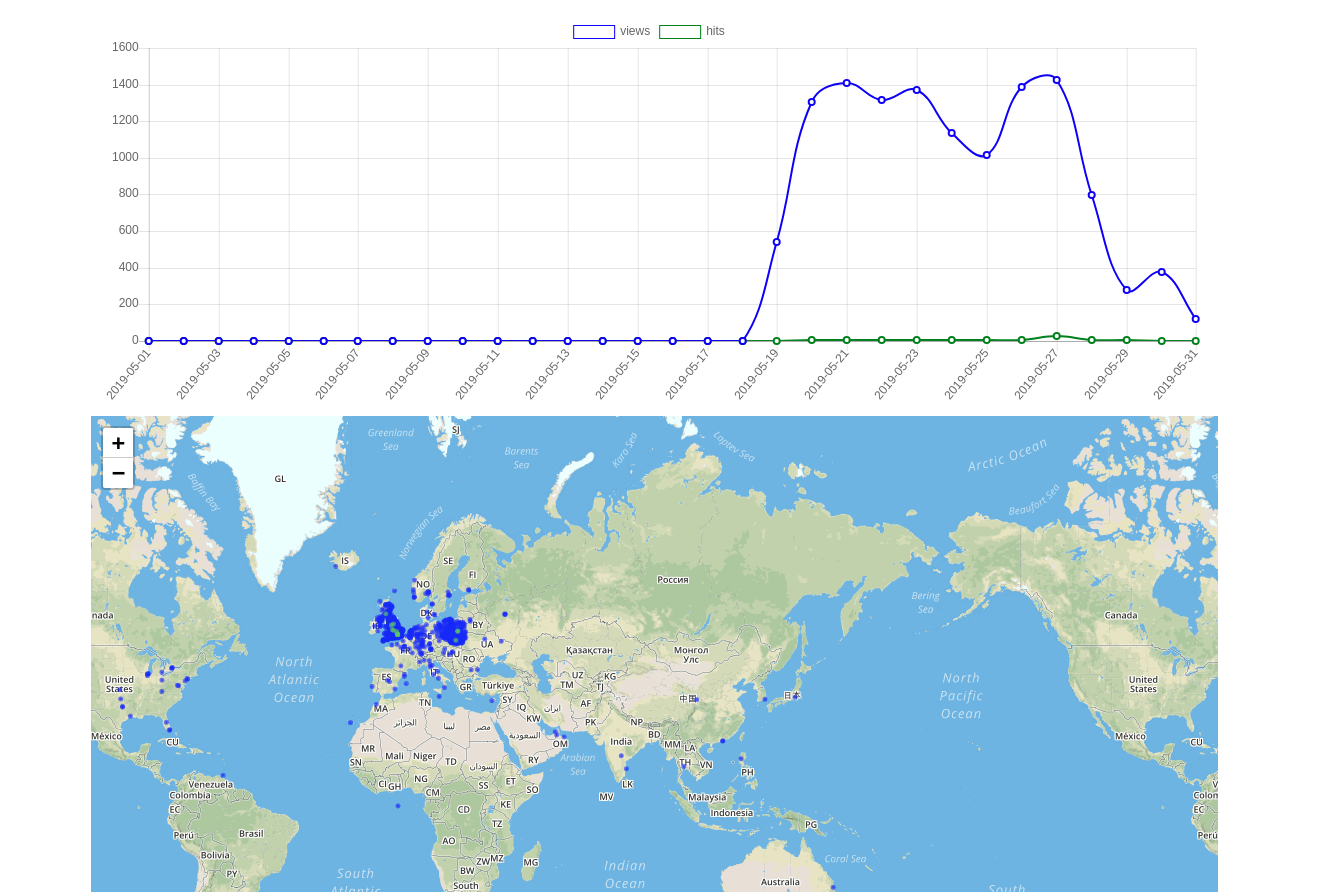 views hits
1600
1400
1200
1000
800
600
400
200
0
2019-05-01 2019-05-03 2019-05-05 2019-05-07 2019-05-09 2019-05-11 2019-05-13 2019-05-15 2019-05-17 2019-05-19 2019-05-21 2019-05-23 2019-05-25 2019-05-27 2019-05-29 2019-05-31
+
−
Greenland
Sea
SJ
Barents
Sea
Kara Sea
Laptev Sea
Arctic Ocean
GL
Baffin Bay
Beaufort Sea
Norwegian Sea
IS
SE
FI
NO
Россия
Bering
Sea
nada
Canada
DK
BY
UA
RO
Қазақстан
Монгол
Улс
North
Atlantic
Ocean
United
States
ES
GR
Türkiye
UZ
KG
TM
TJ
中国
日本
North
Pacific
Ocean
United
States
MA
TN
SY
IQ
ایران
AF
الجزائر
ليبيا
مصر
KW
السعودية
PK
NP
BD
México
CU
OM
India
MM
LA
México
CU
MR
Mali
Niger
TD
السودان
RY
Arabian
Sea
SN
TH
VN
PH
Venezuela
Colombia
CI
GH
NG
CM
SS
ET
SO
LK
MV
Malaysia
EC
CD
KE
Indonesia
PG
EC
Perú
Brasil
TZ
Perú
Bolivia
AO
ZW
MZ
MG
Coral Sea
PY
BW
South
Indian
Ocean
Australia
South
Atlantic
South